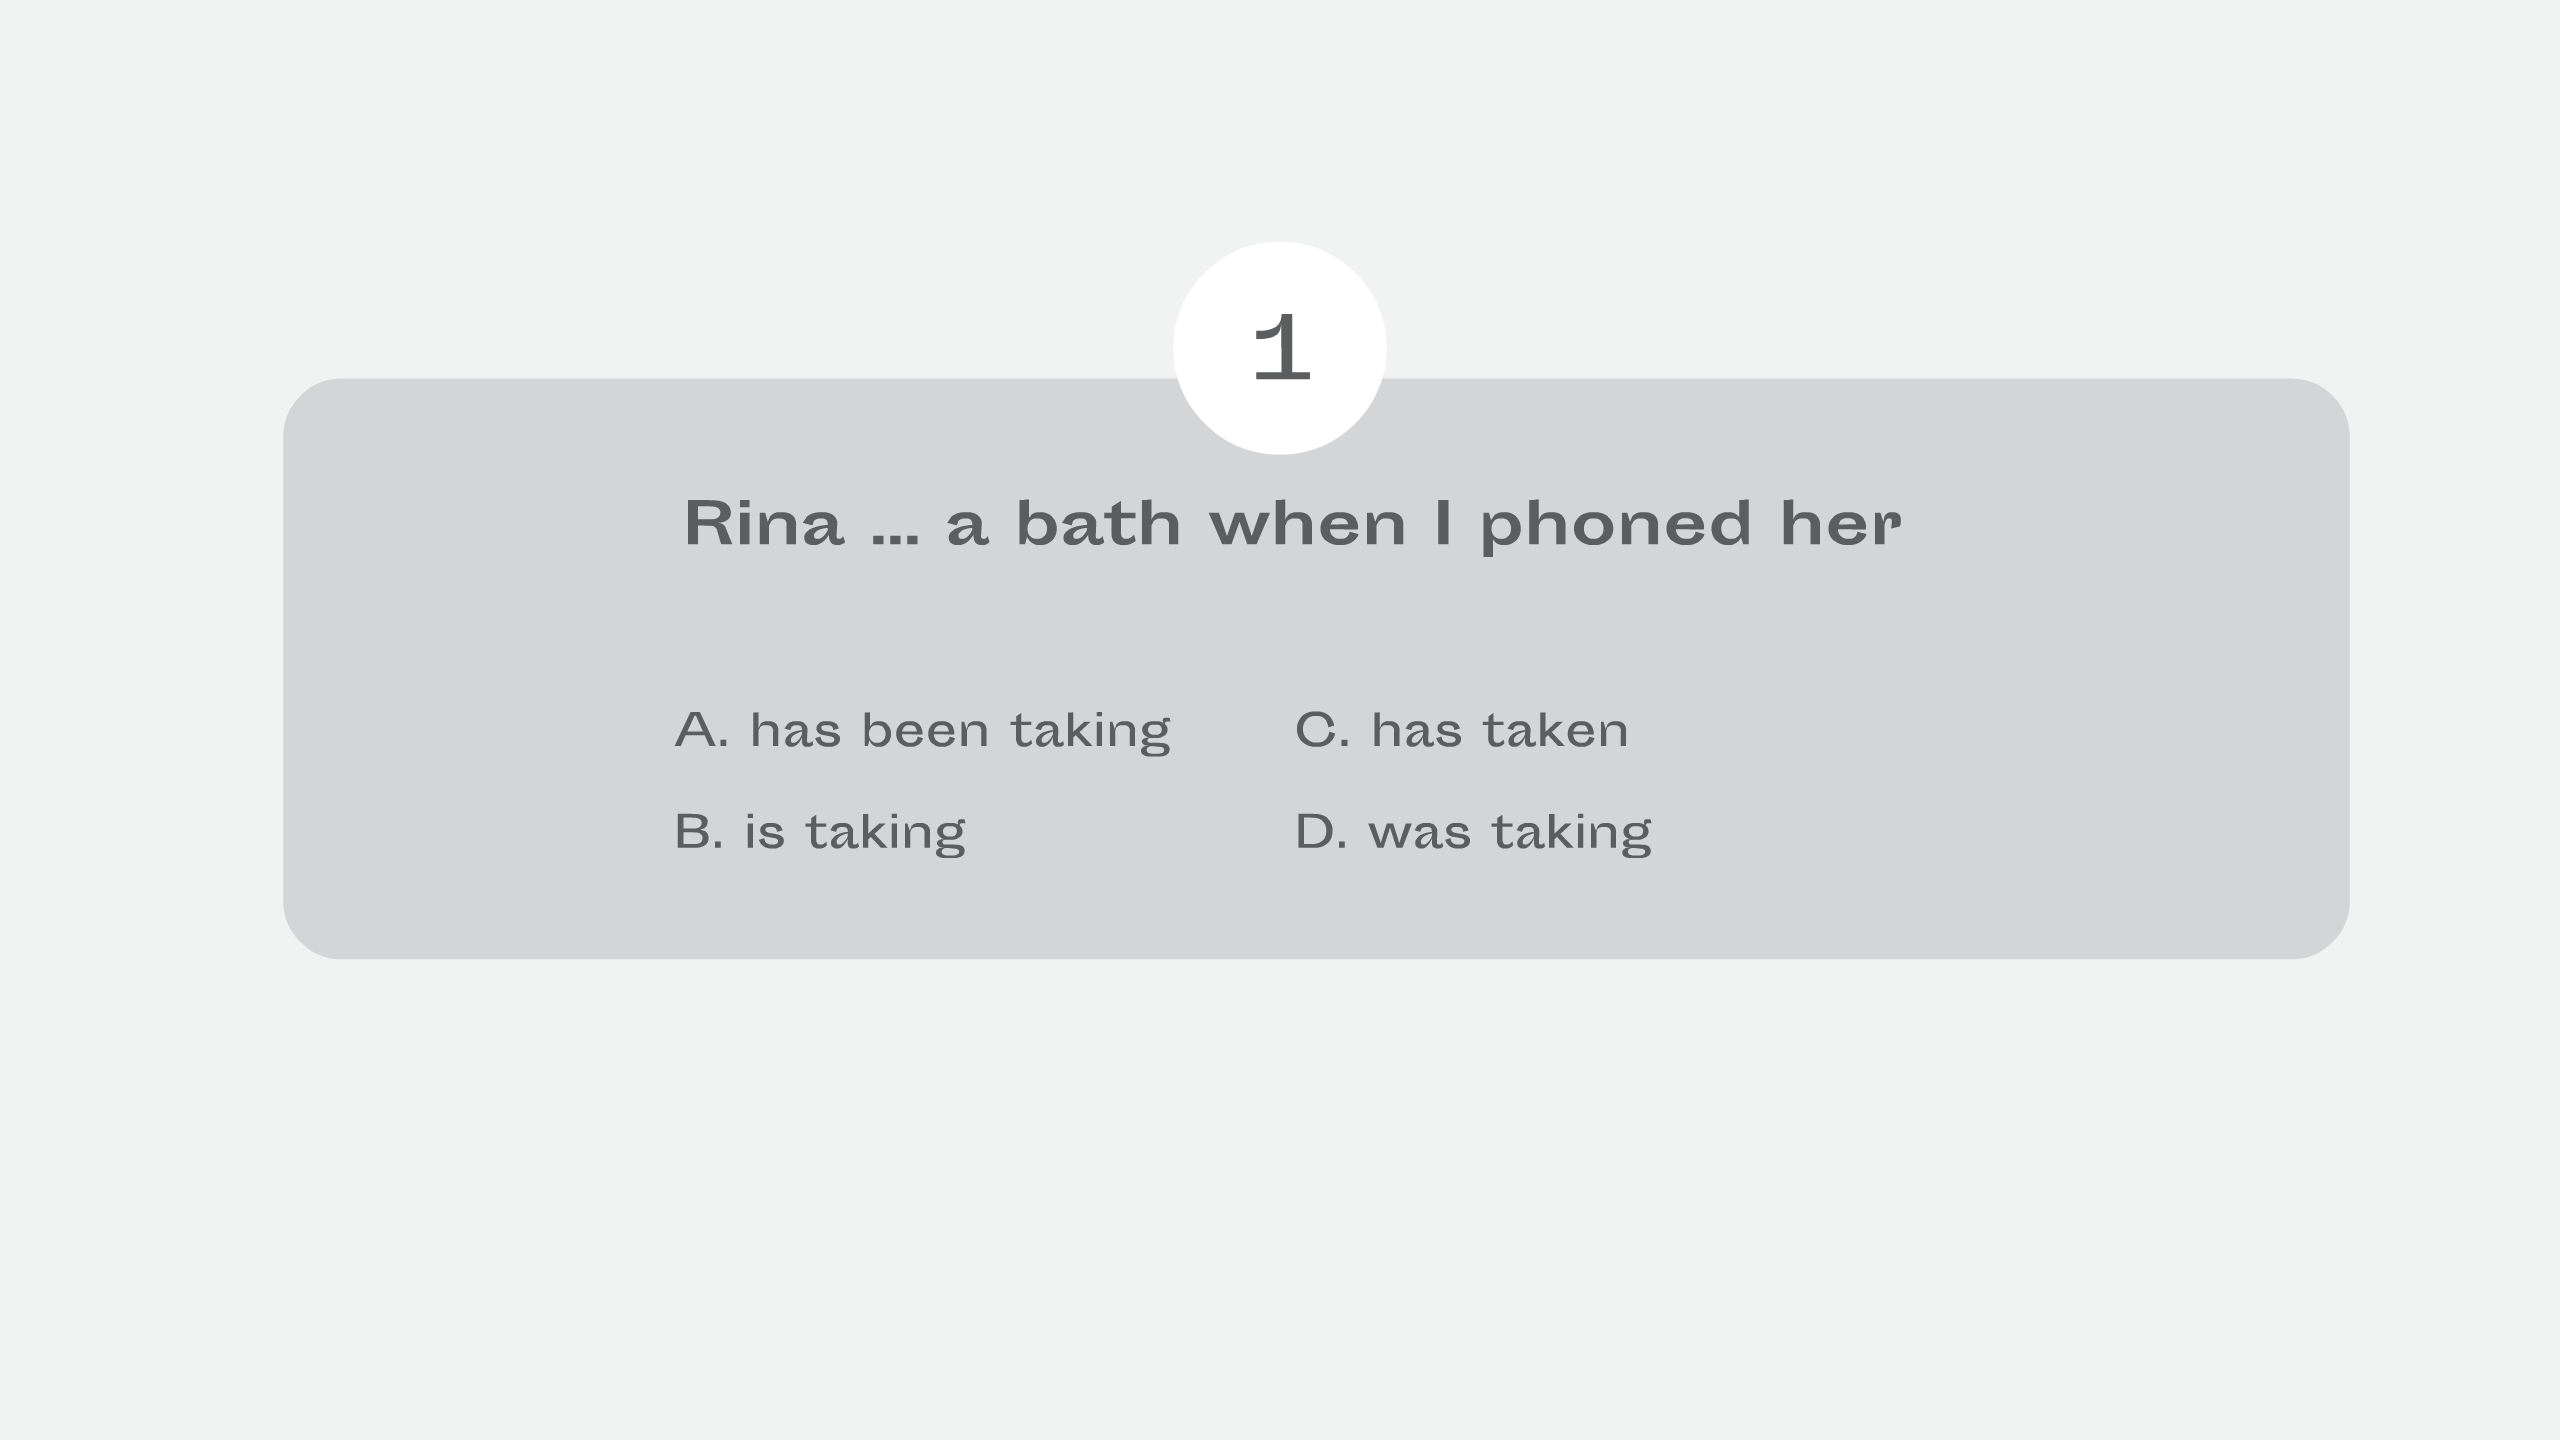 1
Rina ... a bath when I phoned her
A. has been taking
B. is taking
C. has taken
D. was taking